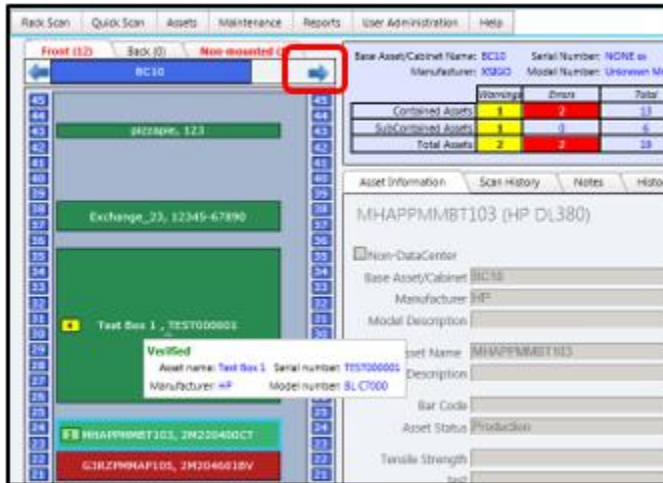 Rack Scan Quick Scan Assets Maintenance Reports User Administration Help
Front (12) Back (0) Non-mounted
BC10
Base Asset/Cabinet Name: BC10 Serial Number: NONE
Manufacturer: XSIGO Model Number: Unknown
Warnings Errors Total
Contained Assets 1 2 13
SubContained Assets 1 0 6
Total Assets 2 2
45
44
43 pizzapie, 123
42
41
40
39
38
37 Exchange_23, 12345-67890
36
35
34
33
32
31
30 4 Test Box 1 , TEST000001
29
28
27
26
25
24
23 MHAPPMMBT103, 2M220400CT
22
21
Asset Information Scan History Notes
MHAPPMMBT103 (HP DL380)
Non-DataCenter
Base Asset/Cabinet BC10
Manufacturer HP
Model Description
Asset Name MHAPPMMBT103
Description
Bar Code
Asset Status Production
Tensile Strength
Verified
Asset name: Test Box 1 Serial number: TEST000001
Manufacturer: HP Model number: BL C7000